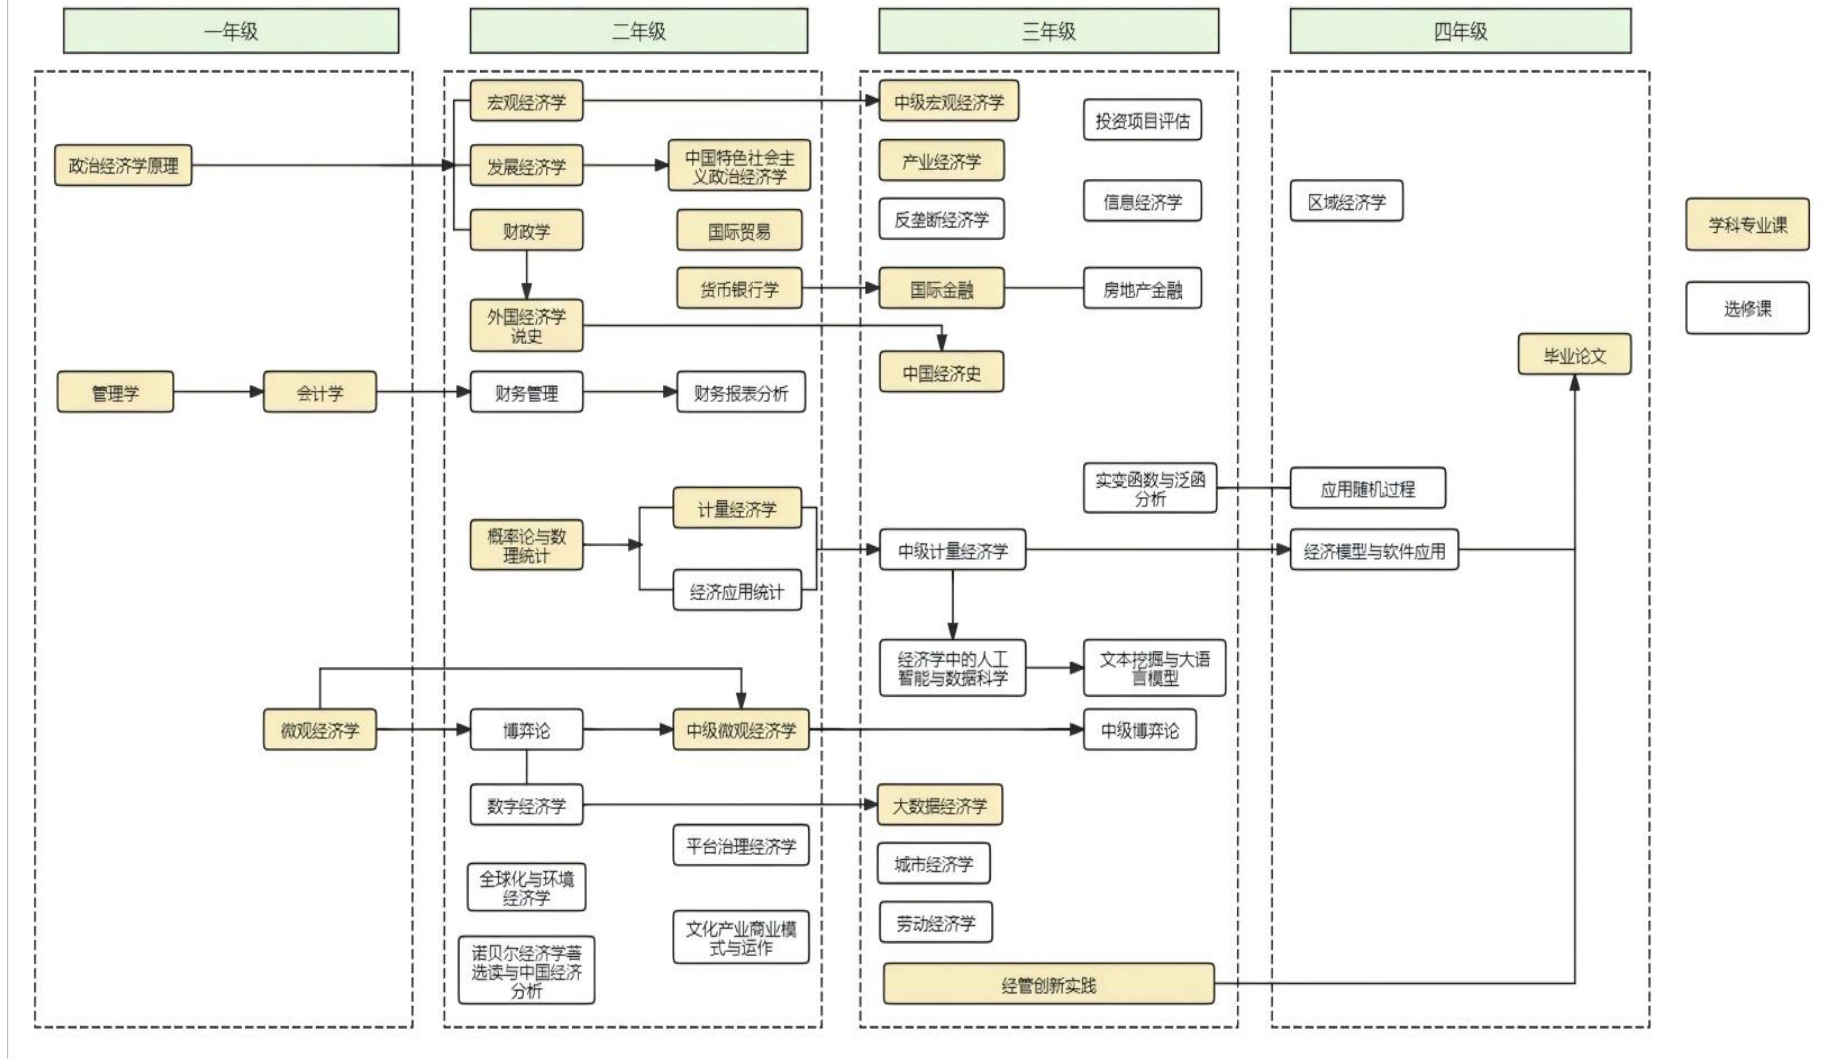 一年级
二年级
三年级
四年级
政治经济学原理
管理学
会计学
微观经济学
宏观经济学
发展经济学
中国特色社会主
义政治经济学
财政学
国际贸易
货币银行学
外国经济学
说史
财务管理
财务报表分析
计量经济学
概率论与数
理统计
经济应用统计
博弈论
中级微观经济学
数字经济学
平台治理经济学
全球化与环境
经济学
文化产业商业模
式与运作
诺贝尔经济学著
选读与中国经济
分析
中级宏观经济学
投资项目评估
产业经济学
信息经济学
反垄断经济学
国际金融
房地产金融
中国经济史
实变函数与泛函
分析
中级计量经济学
经济学中的人工
智能与数据科学
文本挖掘与大语
言模型
中级博弈论
大数据经济学
城市经济学
劳动经济学
经管创新实践
区域经济学
毕业论文
应用随机过程
经济模型与软件应用
学科专业课
选修课